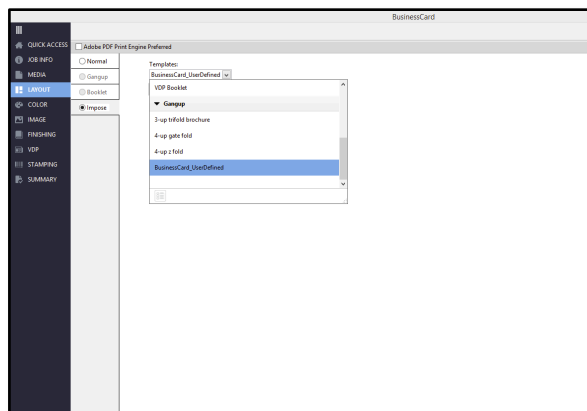 BusinessCard
QUICK ACCESS
JOB INFO
MEDIA
LAYOUT
COLOR
IMAGE
FINISHING
VDP
STAMPING
SUMMARY
Adobe PDF Print Engine Preferred
Normal
Gangup
Booklet
Impose
Templates:
BusinessCard_UserDefined
VDP Booklet
Gangup
3-up trifold brochure
4-up gate fold
4-up z fold
BusinessCard_UserDefined